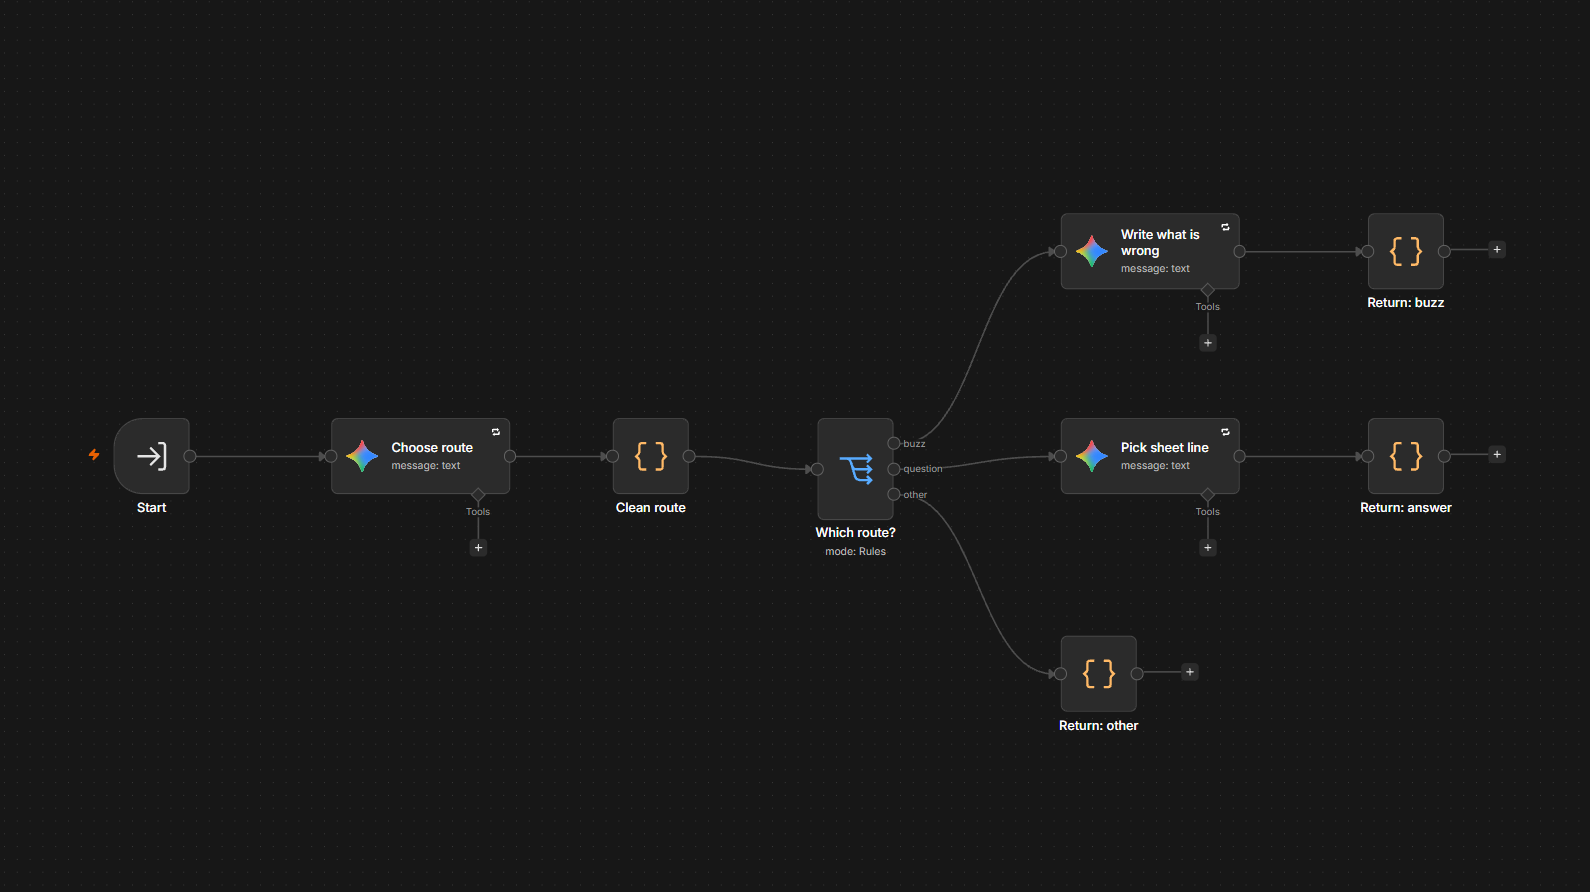 Write what is
wrong
message: text
Tools
Return: buzz
Start
Choose route
message: text
Tools
Clean route
buzz
question
other
Which route?
mode: Rules
Pick sheet line
message: text
Tools
Return: answer
Return: other